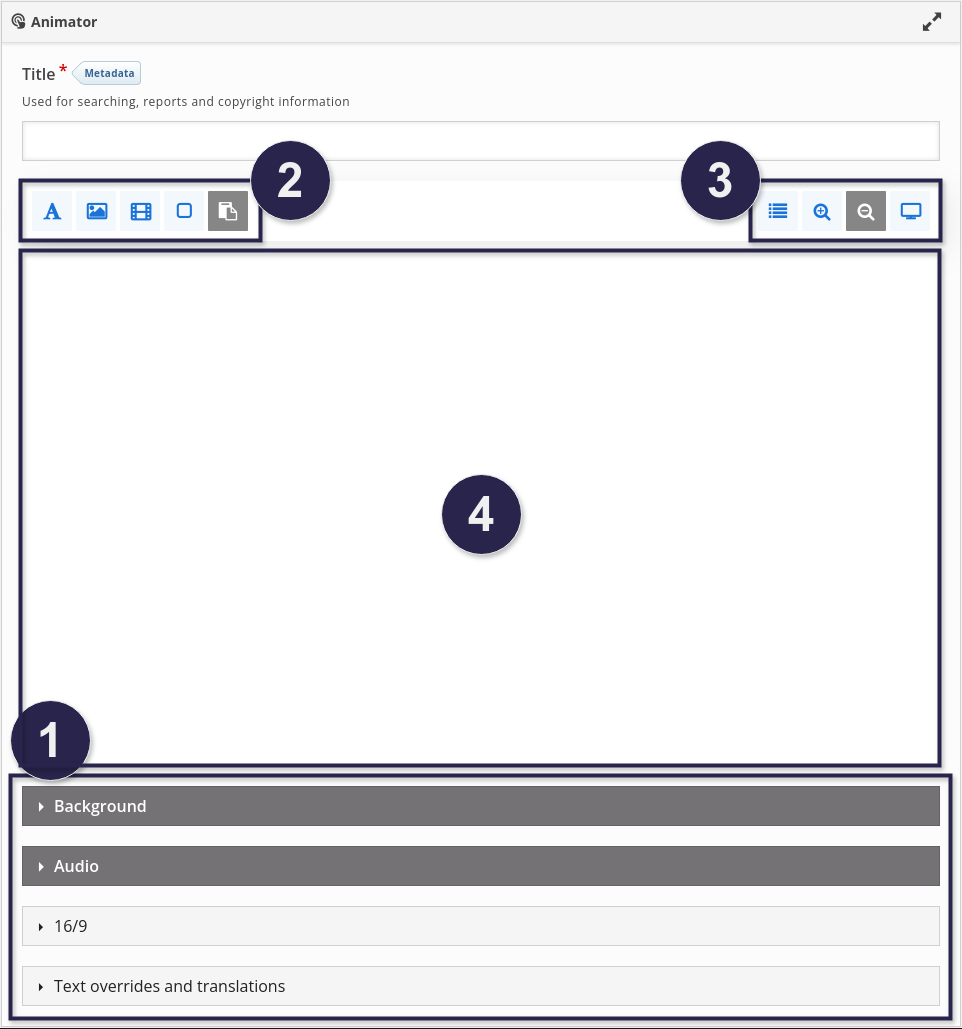 Animator
Title * Metadata
Used for searching, reports and copyright information
2
3
A
4
1
Background
Audio
16/9
Text overrides and translations